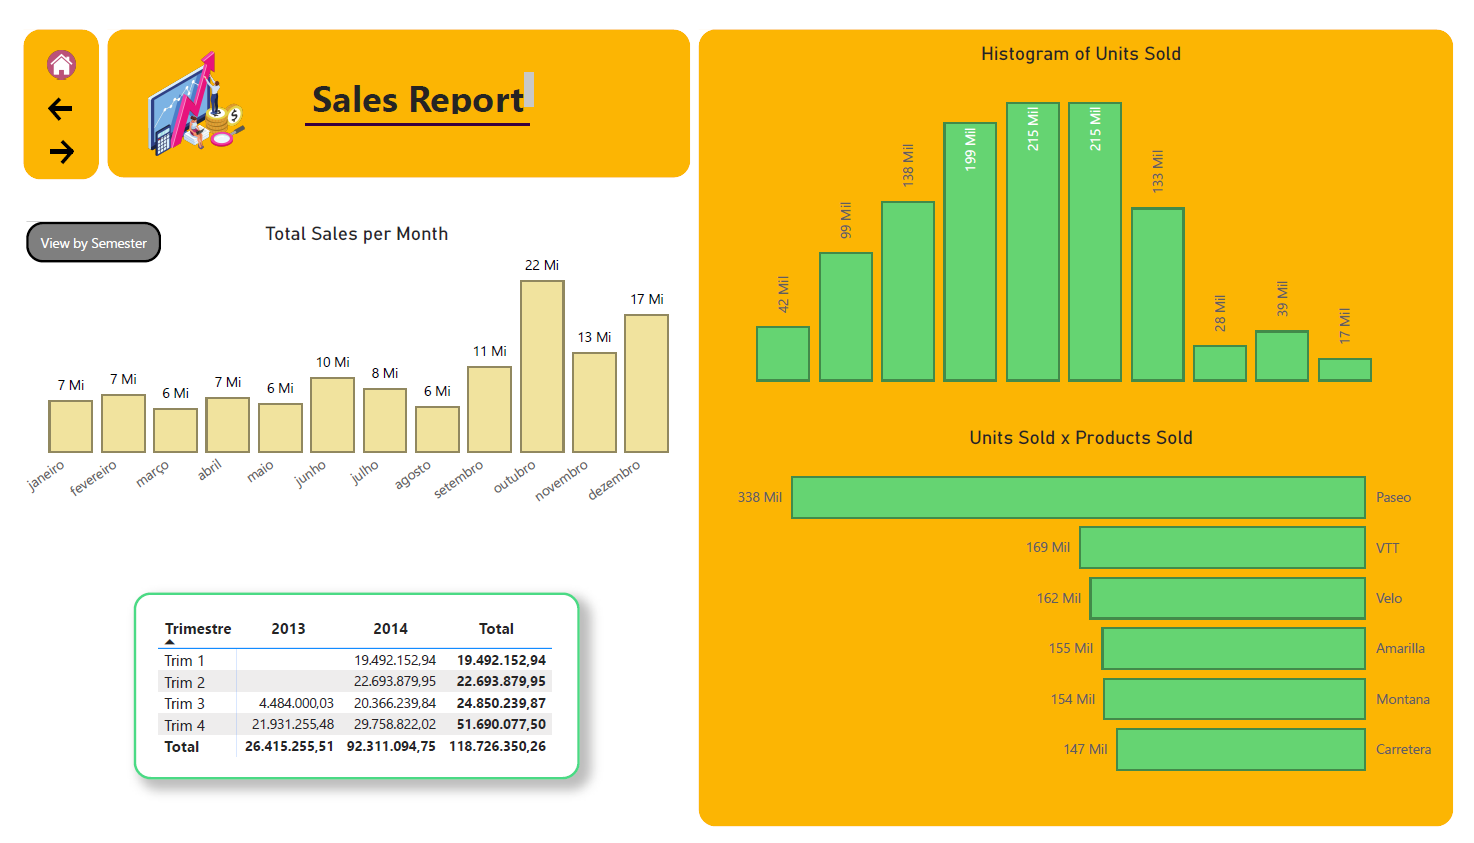 Sales Report
$
View by Semester
Total Sales per Month
7 Mi
7 Mi
6 Mi
7 Mi
6 Mi
10 Mi
8 Mi
6 Mi
11 Mi
22 Mi
13 Mi
17 Mi
janeiro
fevereiro
março
abril
maio
junho
julho
agosto
setembro
outubro
novembro
dezembro
Trimestre 2013 2014 Total
Trim 1 19.492.152,94 19.492.152,94
Trim 2 22.693.879,95 22.693.879,95
Trim 3 4.484.000,03 20.366.239,84 24.850.239,87
Trim 4 21.931.255,48 29.758.822,02 51.690.077,50
Total 26.415.255,51 92.311.094,75 118.726.350,26
Histogram of Units Sold
42 Mil
99 Mil
138 Mil
199 Mil
215 Mil
215 Mil
133 Mil
28 Mil
39 Mil
17 Mil
Units Sold x Products Sold
338 Mil Paseo
169 Mil VTT
162 Mil Velo
155 Mil Amarilla
154 Mil Montana
147 Mil Carretera